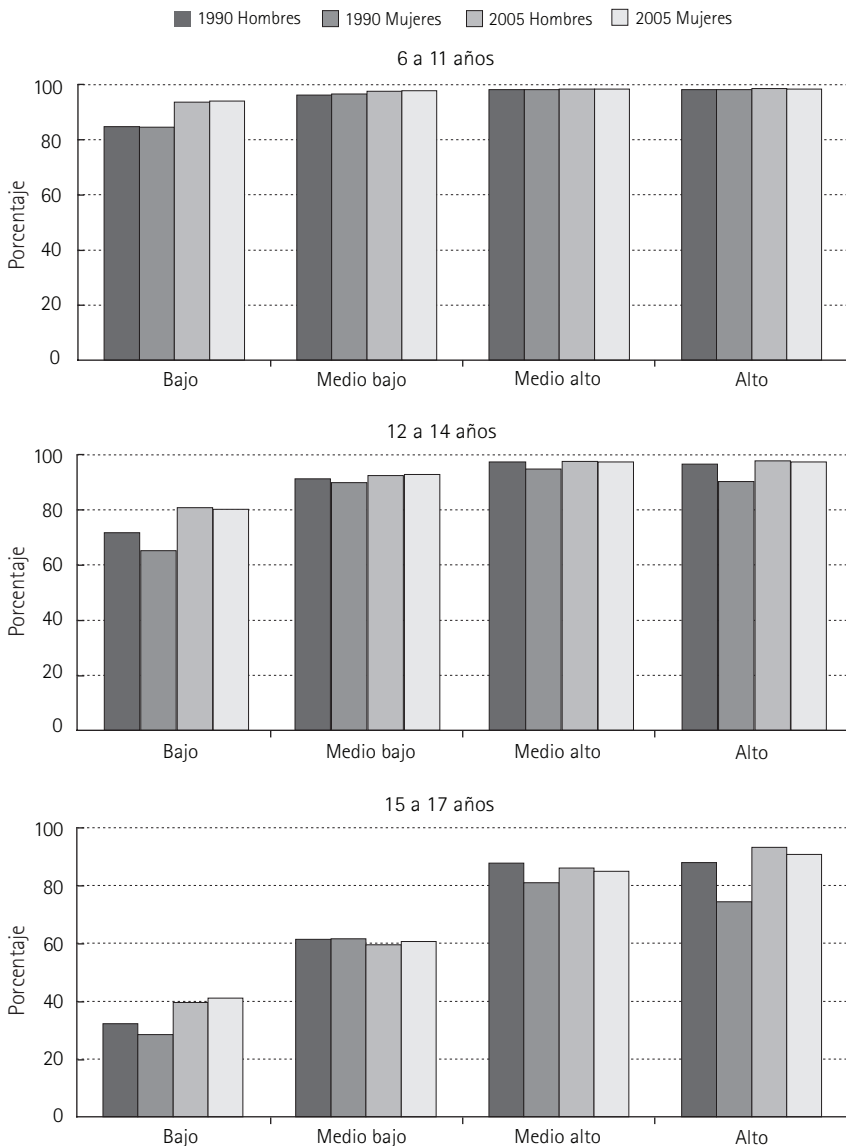 1990 Hombres 1990 Mujeres 2005 Hombres 2005 Mujeres
6 a 11 años
Porcentaje
100
80
60
40
20
0
Bajo Medio bajo Medio alto Alto
12 a 14 años
Porcentaje
100
80
60
40
20
0
Bajo Medio bajo Medio alto Alto
15 a 17 años
Porcentaje
100
80
60
40
20
0
Bajo Medio bajo Medio alto Alto